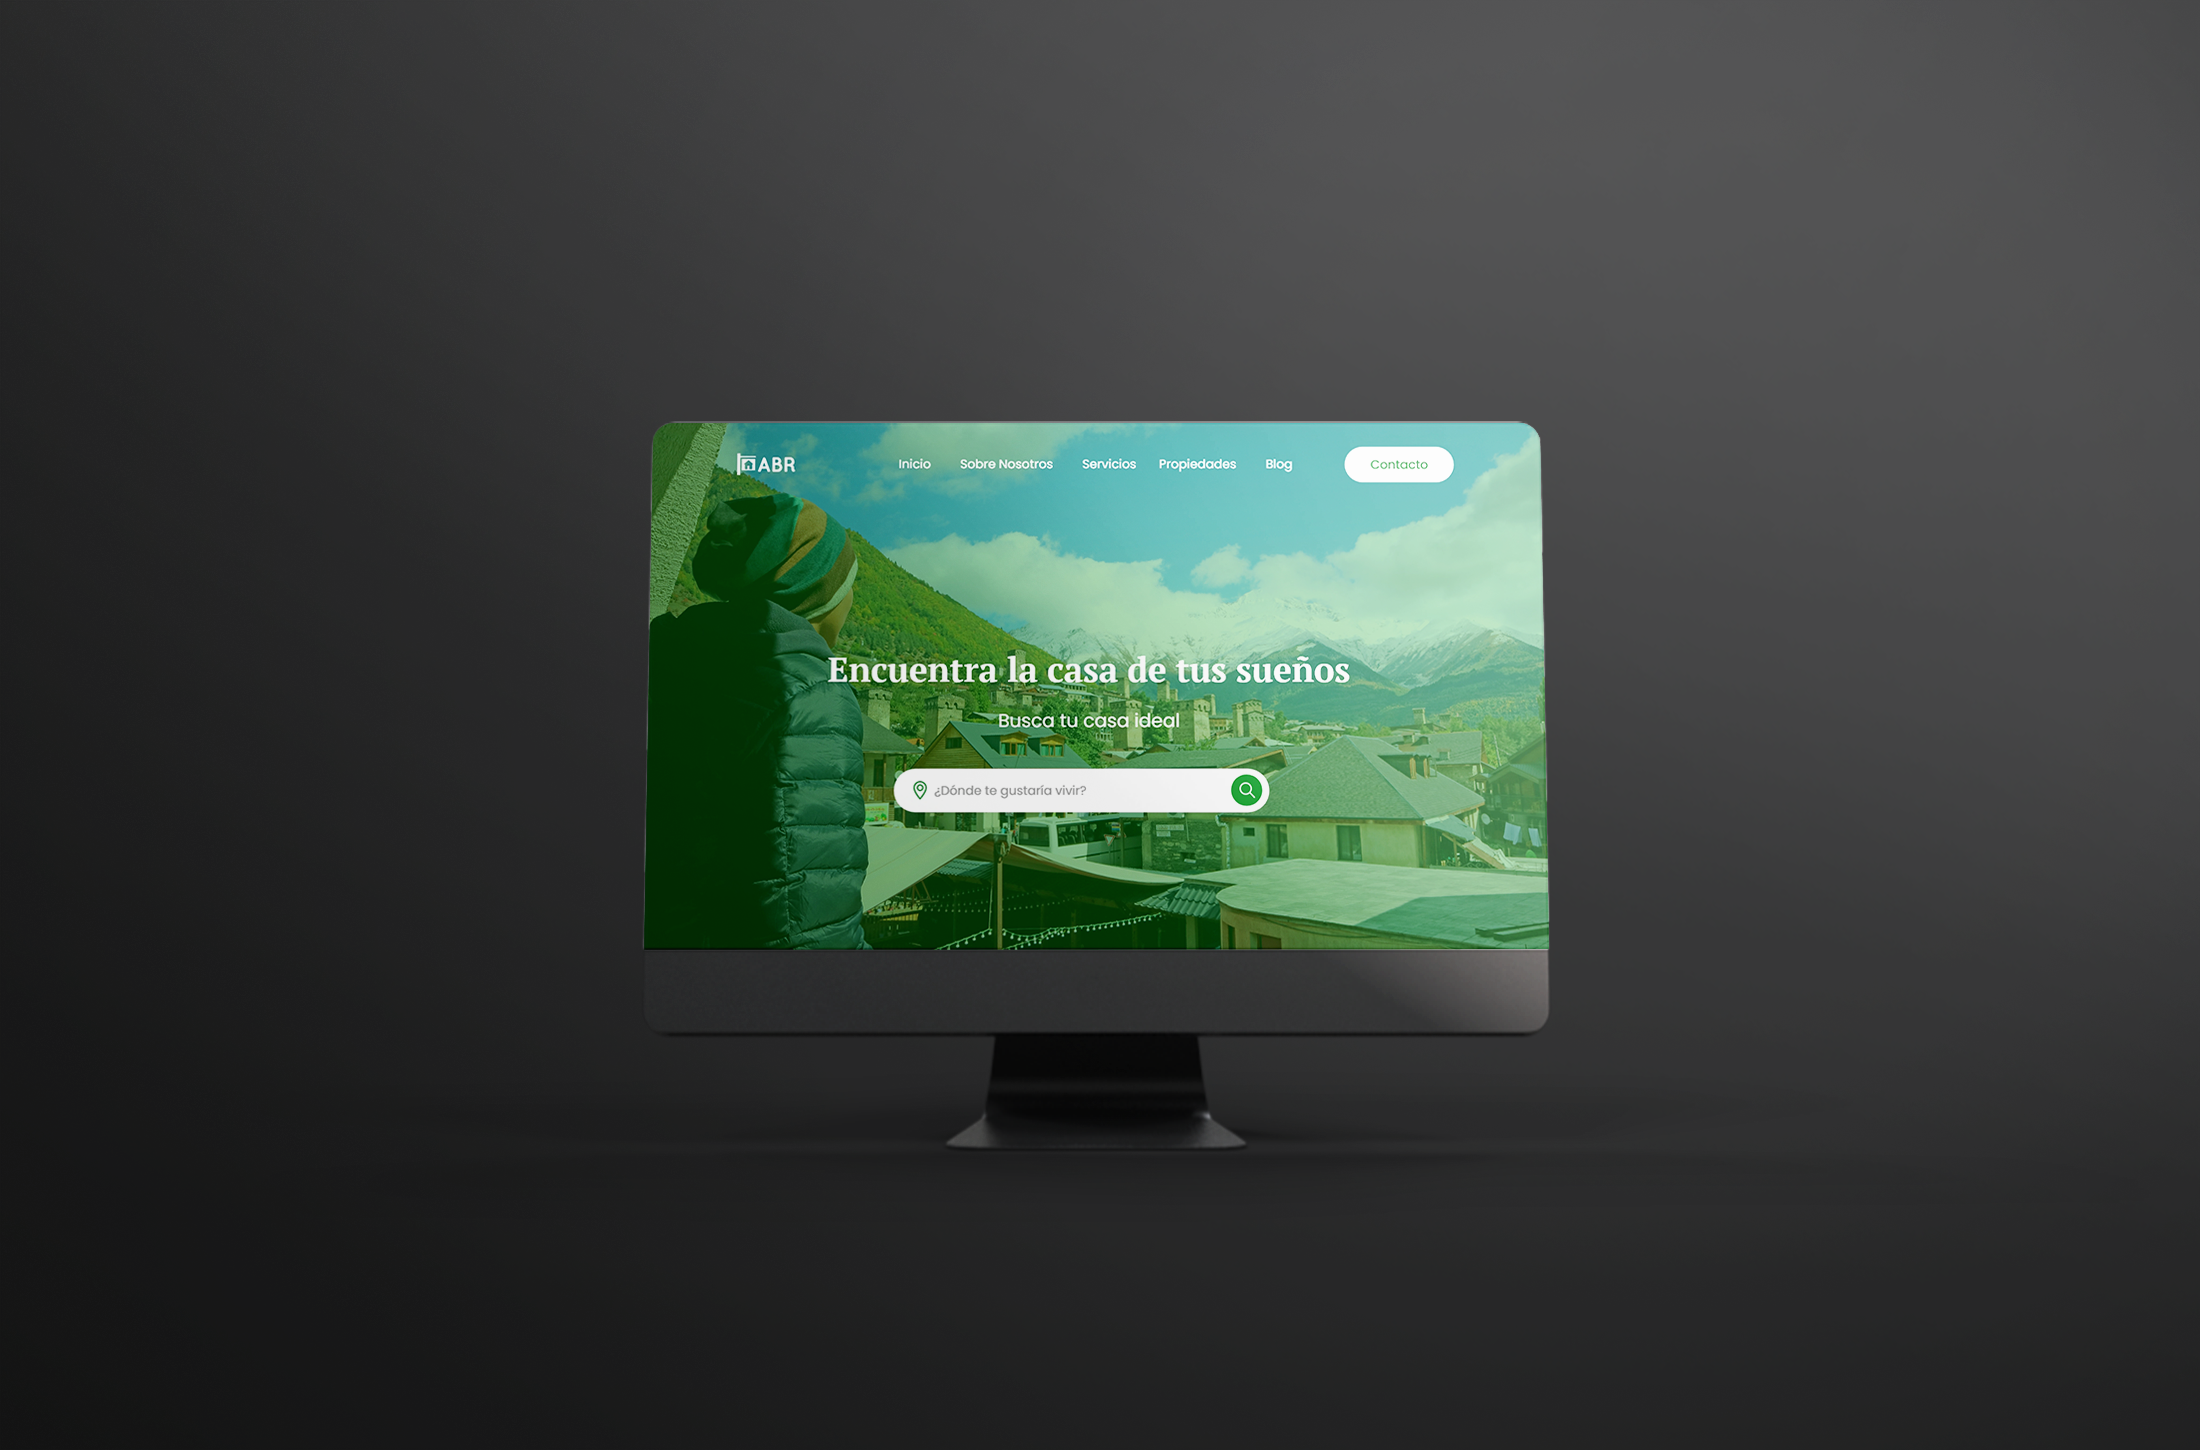 ABR
Inicio Sobre Nosotros Servicios Propiedades Blog Contacto
Encuentra la casa de tus sueños
Busca tu casa ideal
¿Dónde te gustaría vivir?